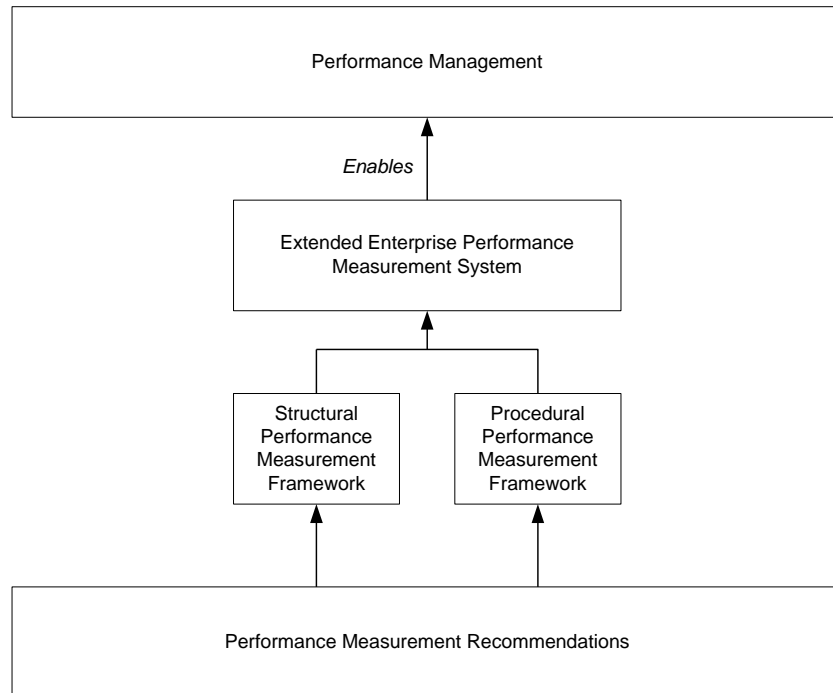 Performance Management
Enables
Extended Enterprise Performance
Measurement System
Structural
Performance
Measurement
Framework
Procedural
Performance
Measurement
Framework
Performance Measurement Recommendations